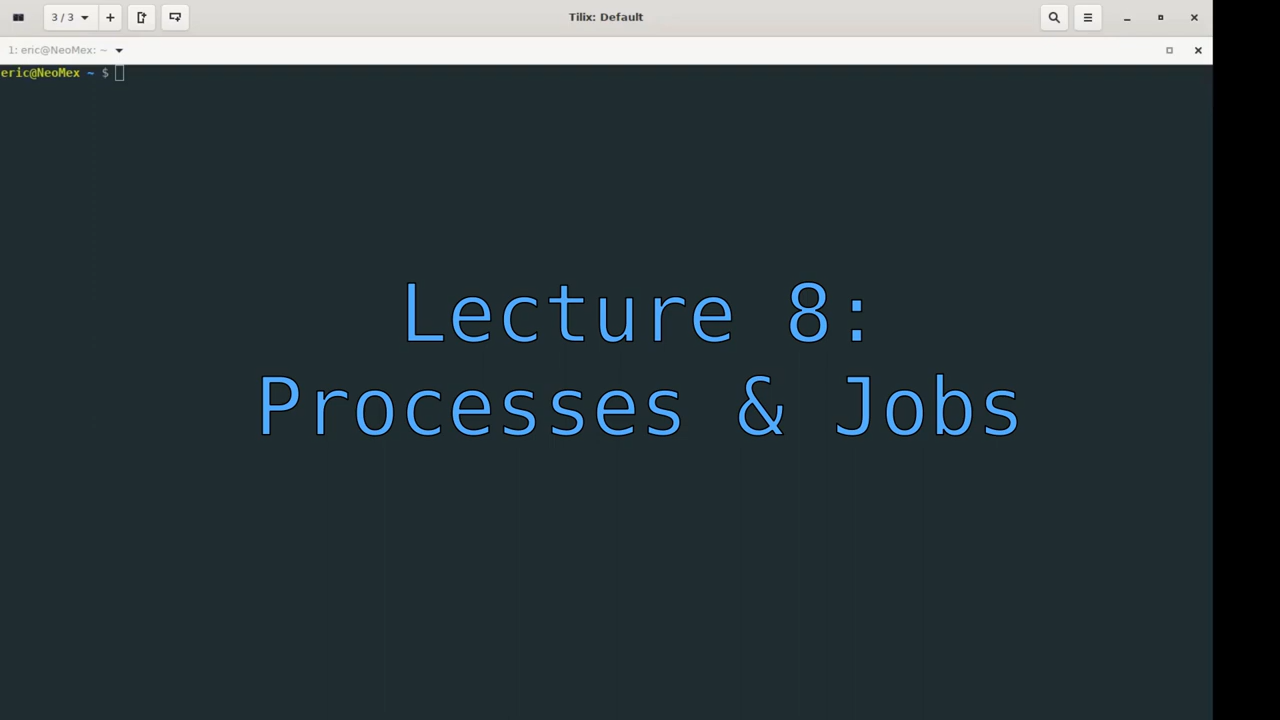 3 / 3
Tilix: Default
1: eric@NeoMex: ~
eric@NeoMex ~ $
Lecture 8:
Processes & Jobs